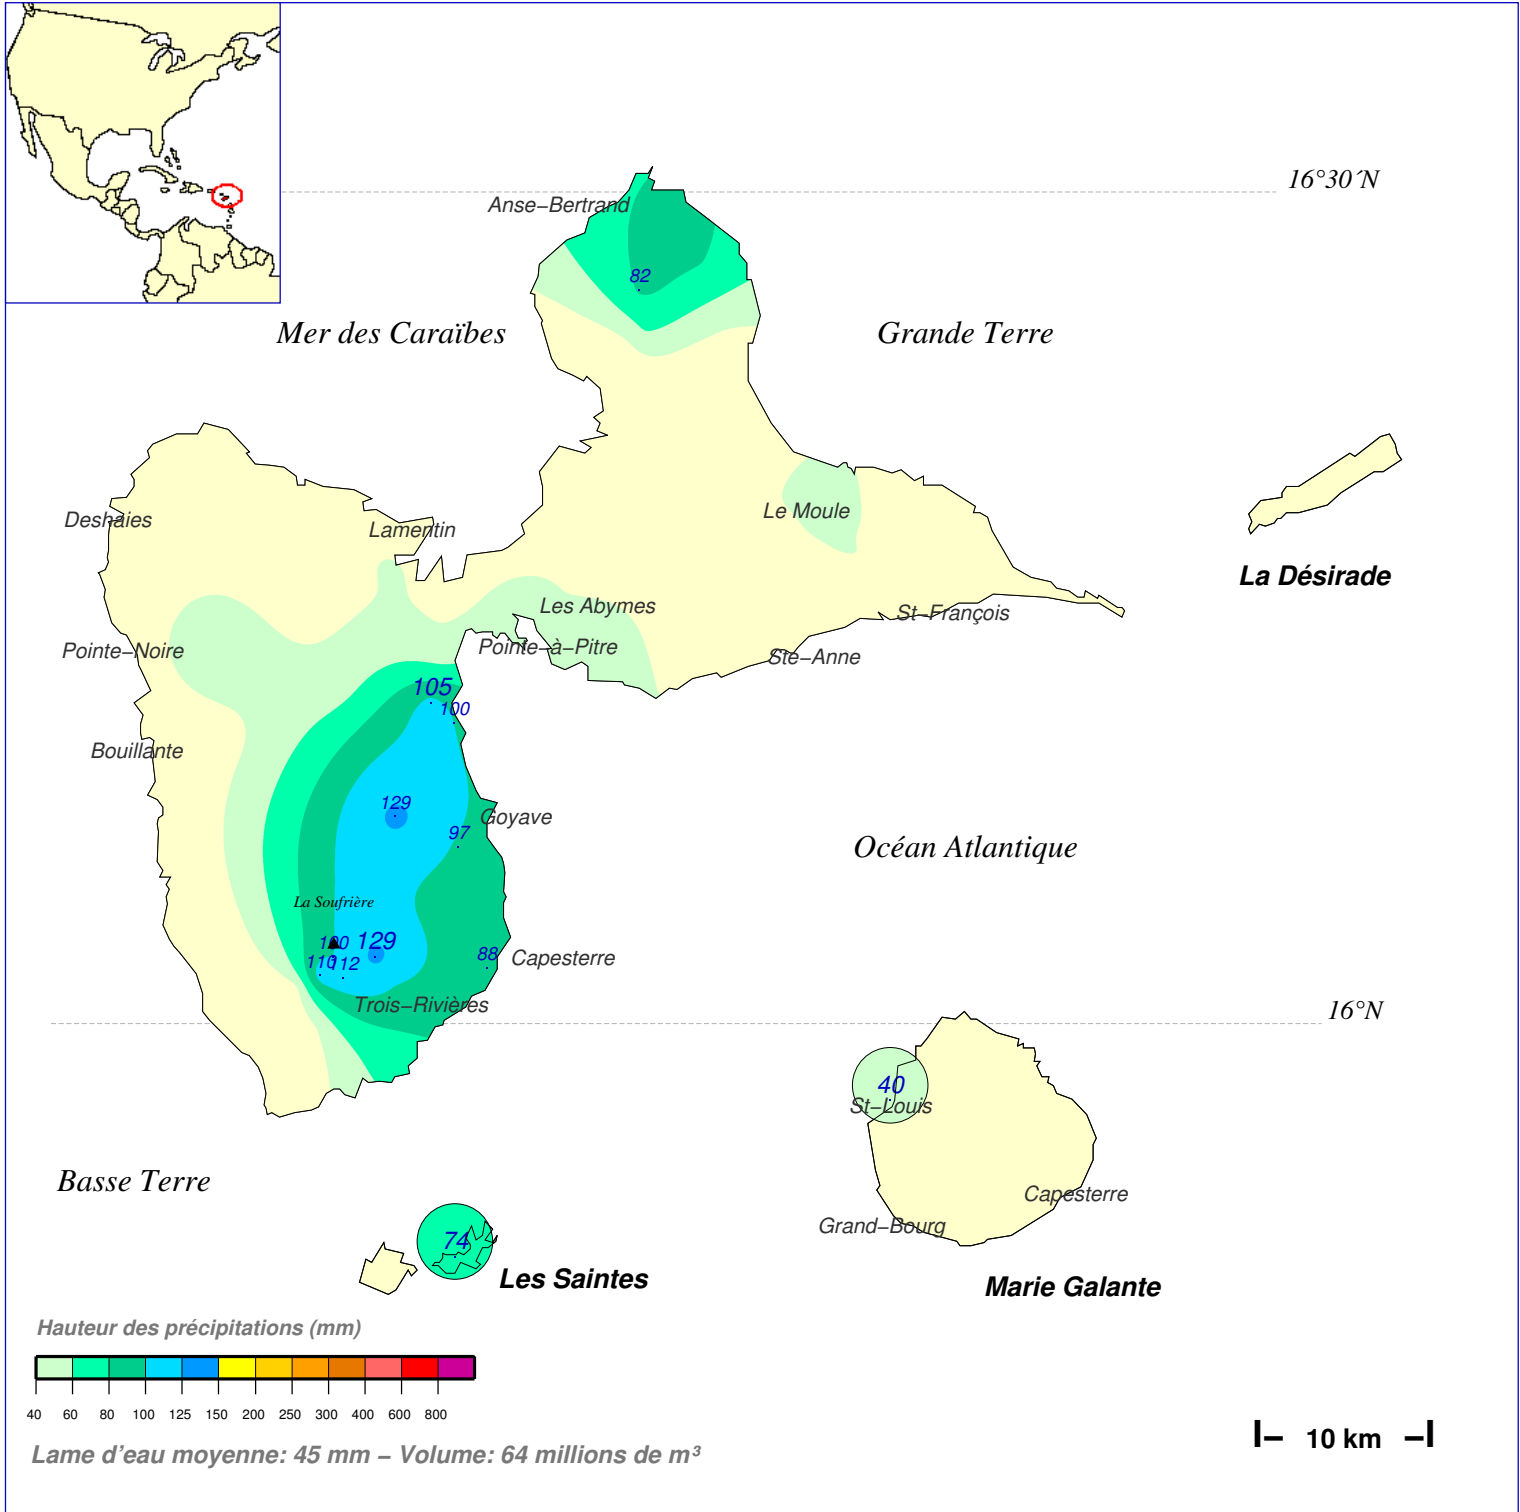 16°30´N
Anse−Bertrand
82
Mer des Caraïbes
Grande Terre
Le Moule
Deshaies
Lamentin
La Désirade
Les Abymes
St−François
Pointe−Noire
Pointe−à−Pitre
Ste−Anne
105
100
Bouillante
129
Goyave
97
Océan Atlantique
La Soufrière
100
129
110
112
88
Capesterre
Trois−Rivières
16°N
40
St−Louis
Basse Terre
Capesterre
Grand−Bourg
74
Les Saintes
Marie Galante
Hauteur des précipitations (mm)
40 60 80 100 125 150 200 250 300 400 600 800
10 km
Lame d'eau moyenne: 45 mm − Volume: 64 millions de m³